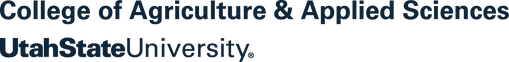 College of Agriculture & Applied Sciences
UtahStateUniversity®